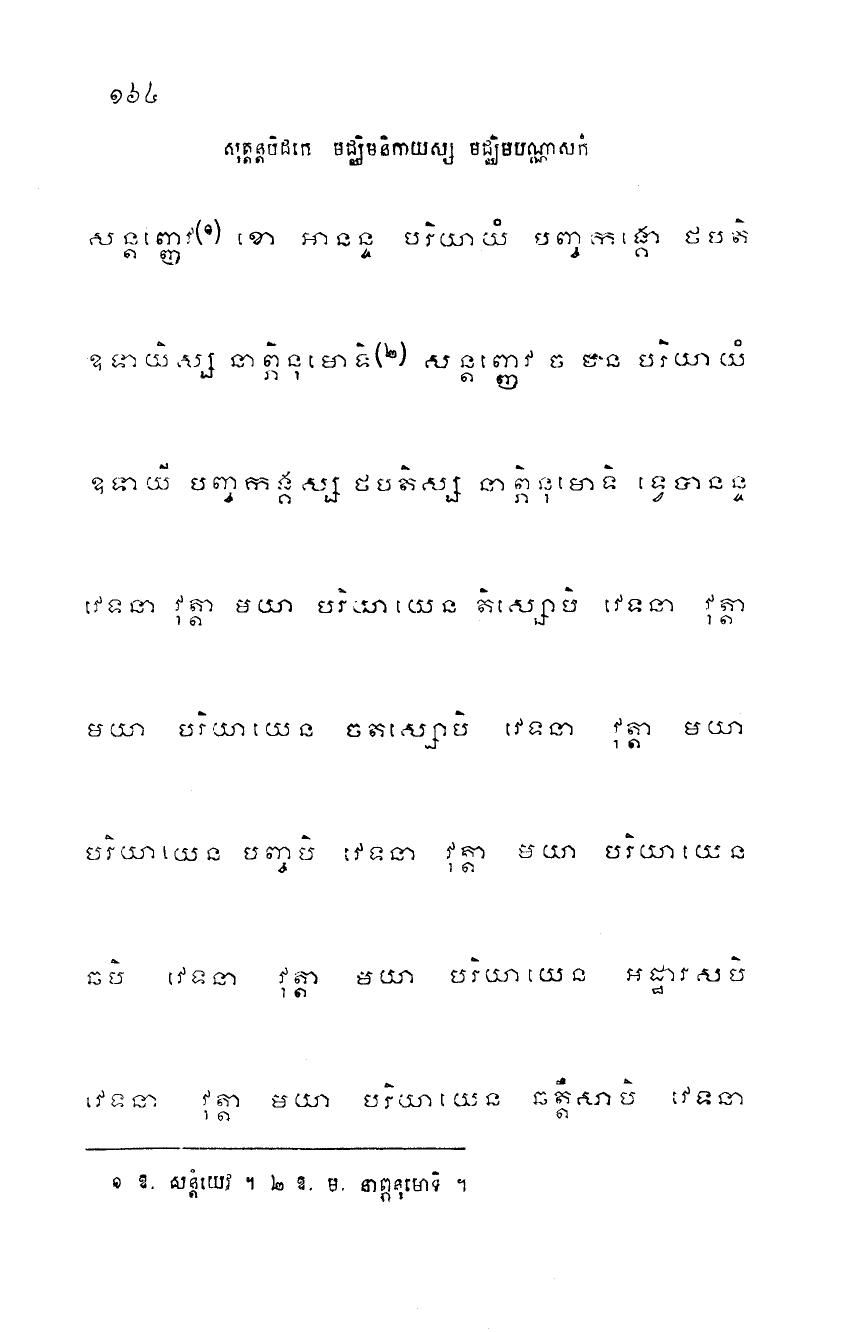 ១៦៤
សុត្តន្តបិដកេ មជ្ឈិមនិកាយស្ស មជ្ឈិមបណ្ណាសកំ
សន្តញ្ញេវ(១) ខោ អានន្ទ បរិយាយំ បញ្ចកង្គោ ថបតិ
ឧទាយិស្ស នាព្ភិនុមោទិ(២) សន្តញ្ញេវ ច បន បរិយាយំ
ឧទាយី បញ្ចកង្គស្ស ថបតិស្ស នាព្ភិនុមោទិ ទ្វេបានន្ទ
វេទនា វុត្តា មយា បរិយាយេន តិស្សោបិ វេទនា វុត្តា
មយា បរិយាយេន ចតស្សោបិ វេទនា វុត្តា មយា
បរិយាយេន បញ្ចបិ វេទនា វុត្តា មយា បរិយាយេន
ឆបិ វេទនា វុត្តា មយា បរិយាយេន អដ្ឋារសបិ
វេទនា វុត្តា មយា បរិយាយេន ឆត្តឹសាបិ វេទនា
១ ឱ. សន្តំយេវ ។ ២ ឱ. ម. នាព្ភនុមោទិ ។